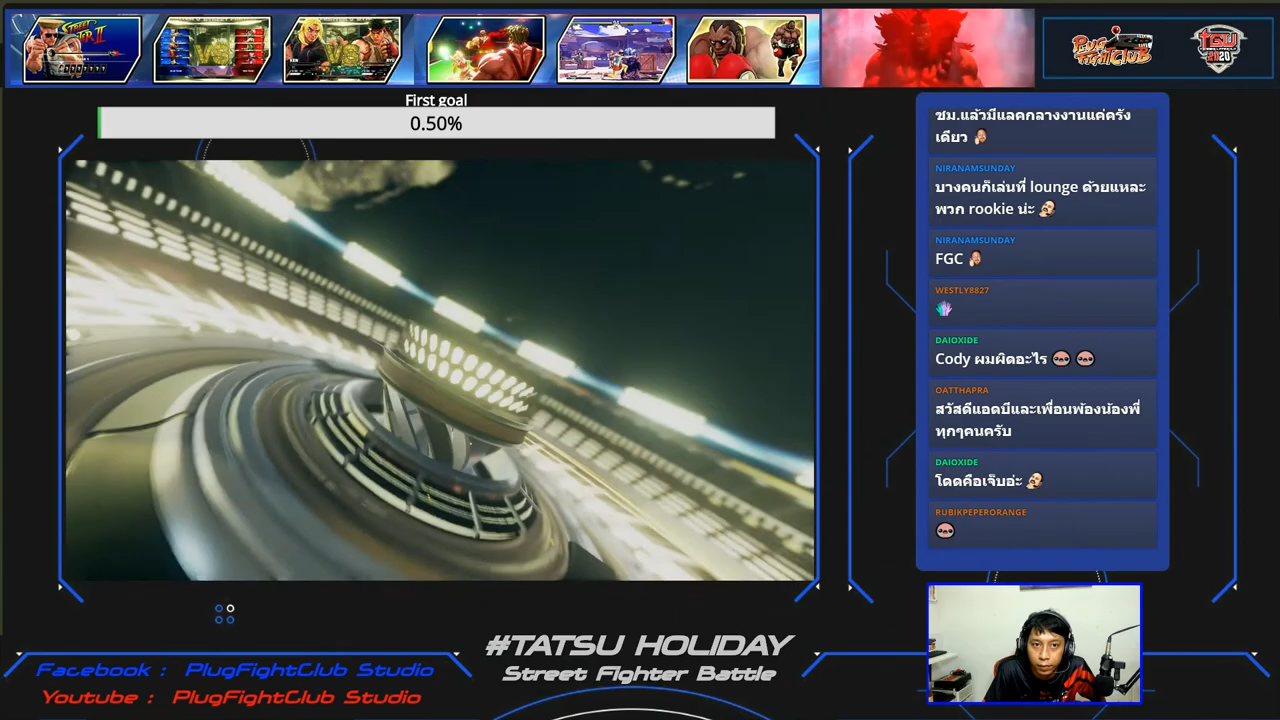 First goal
0.50%
ชม.แล้วมีแลคกลางงานแค่ครั้ง
เดียว
NIRANAMSUNDAY
บางคนก็เล่นที่ lounge ด้วยแหละ
พวก rookie น่ะ
NIRANAMSUNDAY
FGC
WESTLY8827
DAIOXIDE
Cody ผมผิดอะไร
OATTHAPRA
สวัสดีแอดบีและเพื่อนพ้องน้องพี่
ทุกๆคนครับ
DAIOXIDE
โดดคือเจ็บอ่ะ
RUBIKPEPERORANGE
#TATSU HOLIDAY
Street Fighter Battle
Facebook : PlugFightClub Studio
Youtube : PlugFightClub Studio
PLUG
FIGHTCLUB
2020